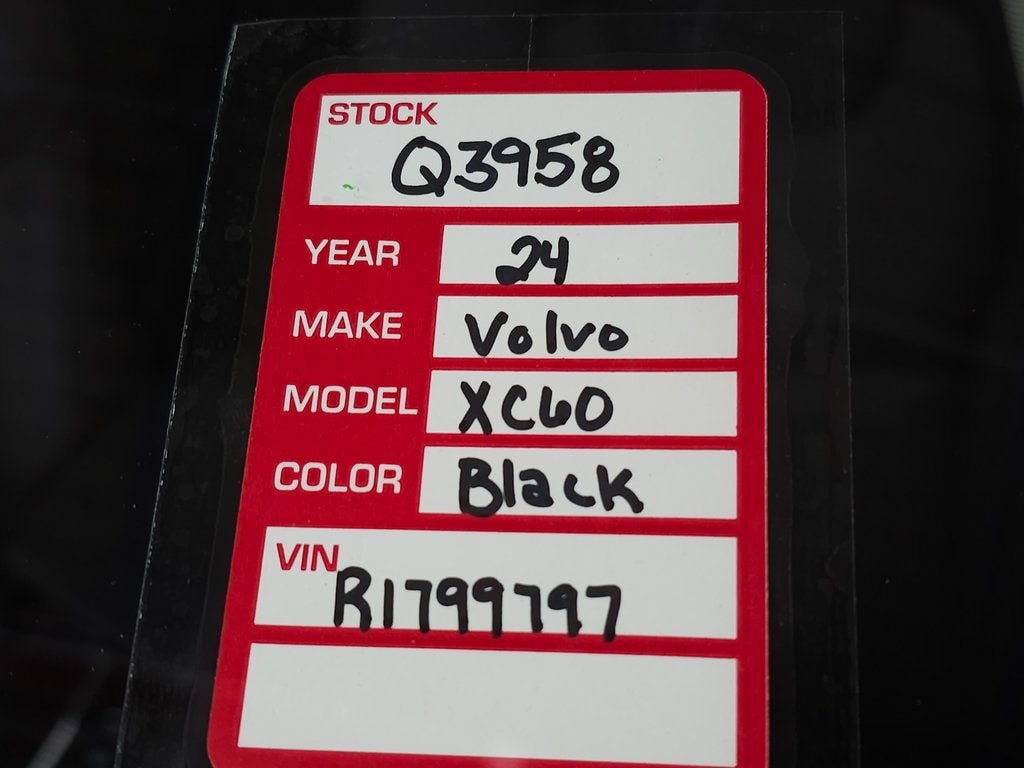 STOCK
Q3958
YEAR 24
MAKE Volvo
MODEL XC60
COLOR Black
VIN
R1799797